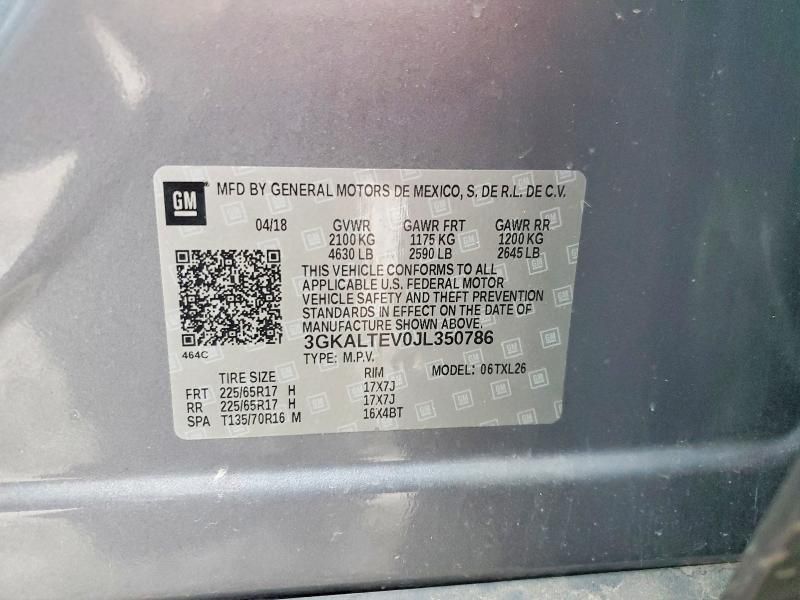 GM MFD BY GENERAL MOTORS DE MEXICO, S. DE R.L. DE C.V.
04/18 GVWR GAWR FRT GAWR RR
2100 KG 1175 KG 1200 KG
4630 LB 2590 LB 2645 LB
THIS VEHICLE CONFORMS TO ALL
APPLICABLE U.S. FEDERAL MOTOR
VEHICLE SAFETY AND THEFT PREVENTION
STANDARDS IN EFFECT ON THE DATE OF
MANUFACTURE SHOWN ABOVE.
3GKALTEV0JL350786
464C
TYPE: M.P.V. MODEL: 06TXL26
TIRE SIZE RIM
FRT 225/65R17 H 17X7J
RR 225/65R17 H 17X7J
SPA T135/70R16 M 16X4BT